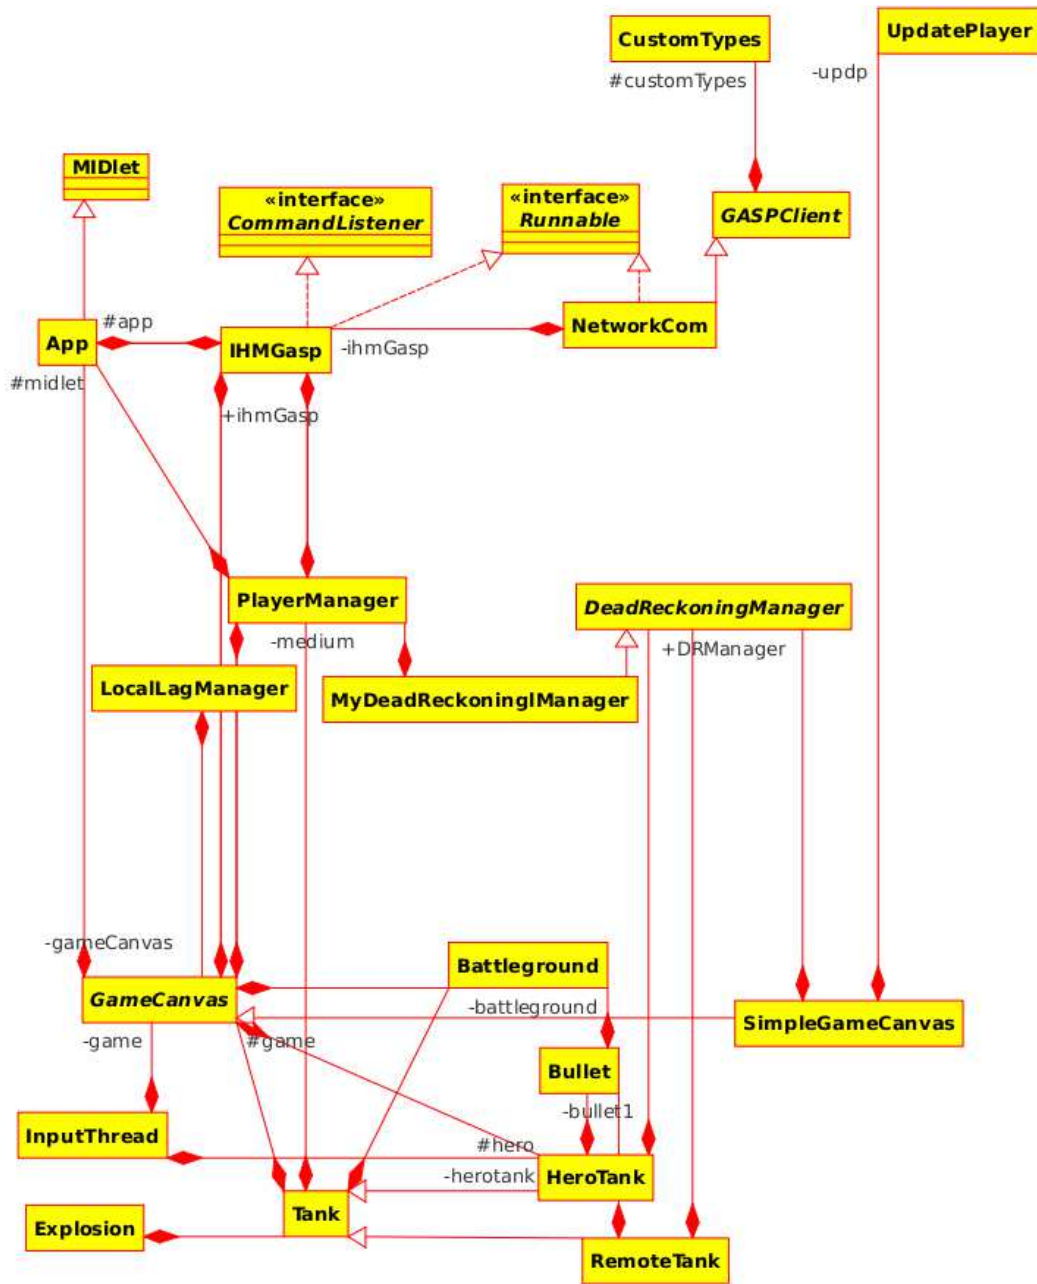 CustomTypes
UpdatePlayer
#customTypes
-updp
MIDlet
«interface»
CommandListener
«interface»
Runnable
GASPClient
#app
App
IHMGasp
-ihmGasp
NetworkCom
#midlet
+ihmGasp
PlayerManager
DeadReckoningManager
-medium
+DRManager
LocalLagManager
MyDeadReckoninglManager
-gameCanvas
Battleground
GameCanvas
-battleground
SimpleGameCanvas
-game
#game
Bullet
-bullet1
InputThread
#hero
-herotank
HeroTank
Tank
Explosion
RemoteTank